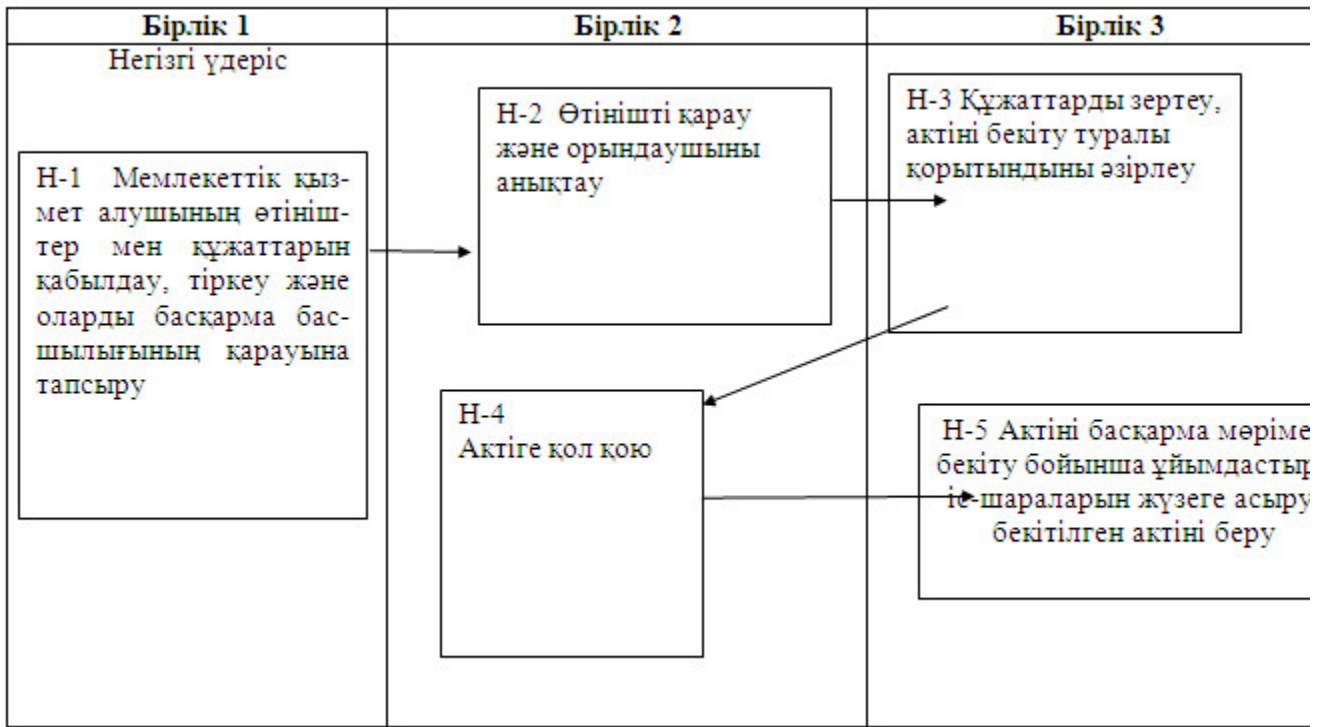 Бірлік 1
Бірлік 2
Бірлік 3
Негізгі үдеріс
Н-1 Мемлекеттік қыз-
мет алушының өтініш-
тер мен құжаттарын
қабылдау, тіркеу және
оларды басқарма бас-
шылығының қарауына
тапсыру
Н-2 Өтінішті қарау
және орындаушыны
анықтау
Н-3 Құжаттарды зертеу,
актіні бекіту туралы
қорытындыны әзірлеу
Н-4
Актіге қол қою
Н-5 Актіні басқарма
бекіту бойынша
іс-шараларын жүзеге асыру
бекітілген актіні беру